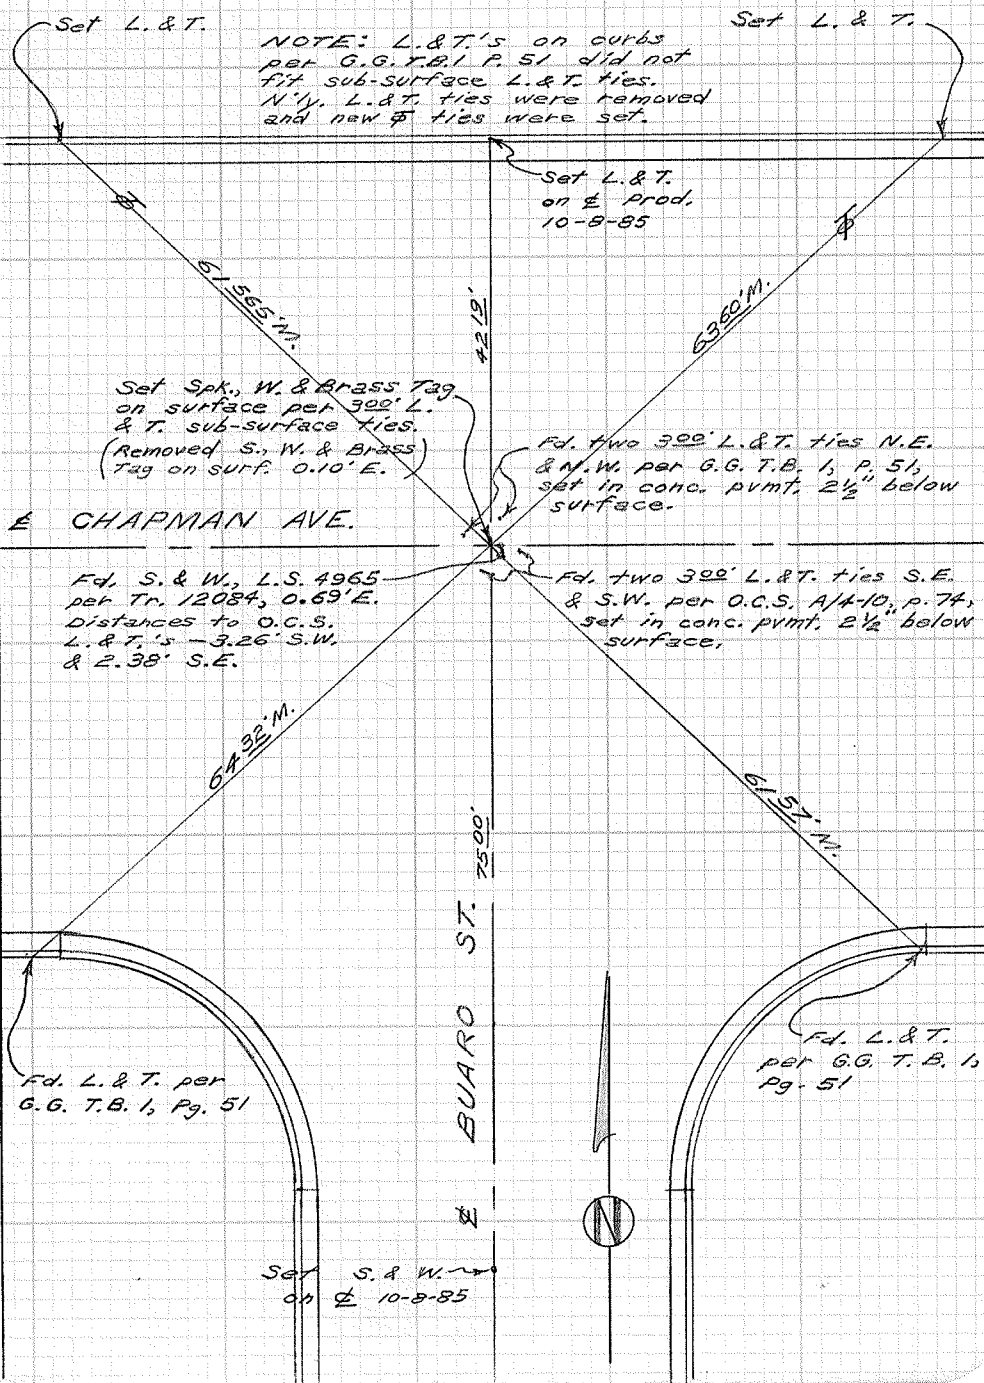 Set L. & T.
Set L. & T.
NOTE: L. & T.'s on curbs
per G.G. T.B. 1 P. 51 did not
fit sub-surface L. & T. ties.
N'ly. L. & T. ties were removed
and new ties were set.
Set L. & T.
on ℄ Prod.
10-8-85
61 565' M.
42 19'
63 60' M.
Set Spk., W. & Brass Tag
on surface per 3 00' L.
& T. sub-surface ties.
(Removed S., W. & Brass
Tag on surf. 0.10' E.)
Fd. two 3 00' L. & T. ties N.E.
& N.W. per G.G. T.B. 1, P. 51,
set in conc. pvmt. 2½" below
surface.
℄ CHAPMAN AVE.
Fd. S. & W., L.S. 4965
per Tr. 12084, 0.69' E.
Distances to O.C.S.
L. & T.'s – 3.26' S.W.
& 2.38' S.E.
Fd. two 3 00' L. & T. ties S.E.
& S.W. per O.C.S. A/4-10, p. 74,
set in conc. pvmt. 2½" below
surface.
64 32' M.
61 57' M.
75 00'
℄ BUARO ST.
Fd. L. & T. per
G.G. T.B. 1, Pg. 51
Fd. L. & T.
per G.G. T. B. 1,
Pg. 51
N
Set S. & W.
on ℄ 10-8-85